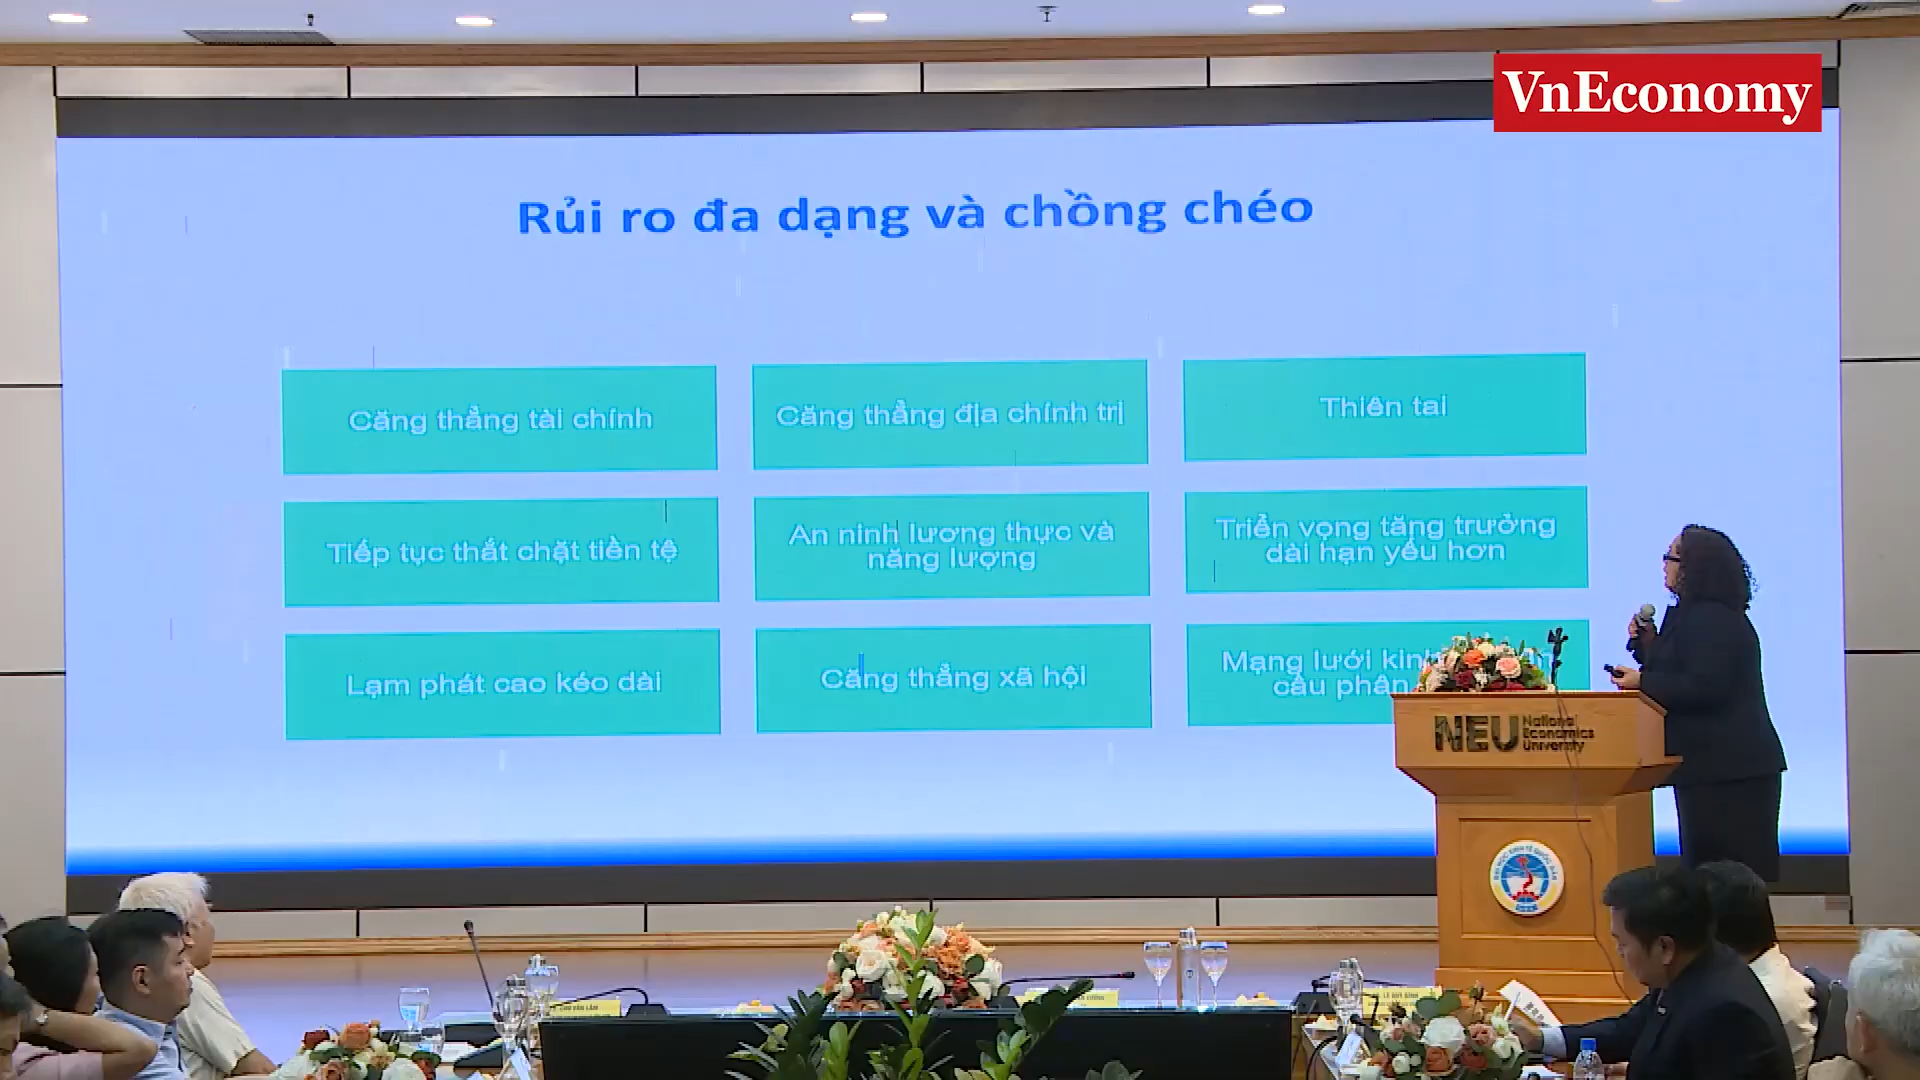 VnEconomy
Rủi ro đa dạng và chồng chéo
Căng thẳng tài chính
Căng thẳng địa chính trị
Thiên tai
Tiếp tục thắt chặt tiền tệ
An ninh lương thực và
năng lượng
Triển vọng tăng trưởng
dài hạn yếu hơn
Lạm phát cao kéo dài
Căng thẳng xã hội
Mạng lưới
cầu phân
NEU National
Economics
University